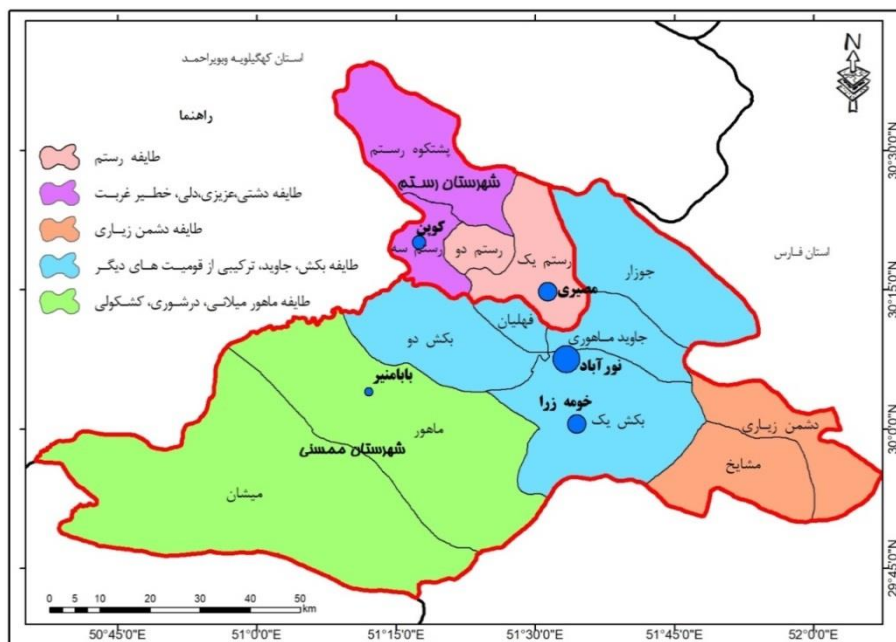 استان کهگیلویه وبویراحمد
N
راهنما
طایفه رستم
طایفه دشتی،عزیزی،دلی، خطیر غربت
طایفه دشمن زیاری
طایفه بکش، جاوید، ترکیبی از قومیت های دیگر
طایفه ماهور میلاتی، درشوری، کشکولی
استان فارس
پشتکوه رستم
شهرستان رستم
کوپن
رستم سه
رستم دو
رستم یک
مصیری
جوزار
فهلیان
جاوید ماهوری
بکش دو
نورآباد
بابامنیر
خومه زرا
بکش یک
دشمن زیاری
مشایخ
ماهور
شهرستان ممسنی
میشان
30°30'0"N
30°15'0"N
30°0'0"N
29°45'0"N
0 5 10 20 30 40 50
km
50°45'0"E 51°0'0"E 51°15'0"E 51°30'0"E 51°45'0"E 52°0'0"E